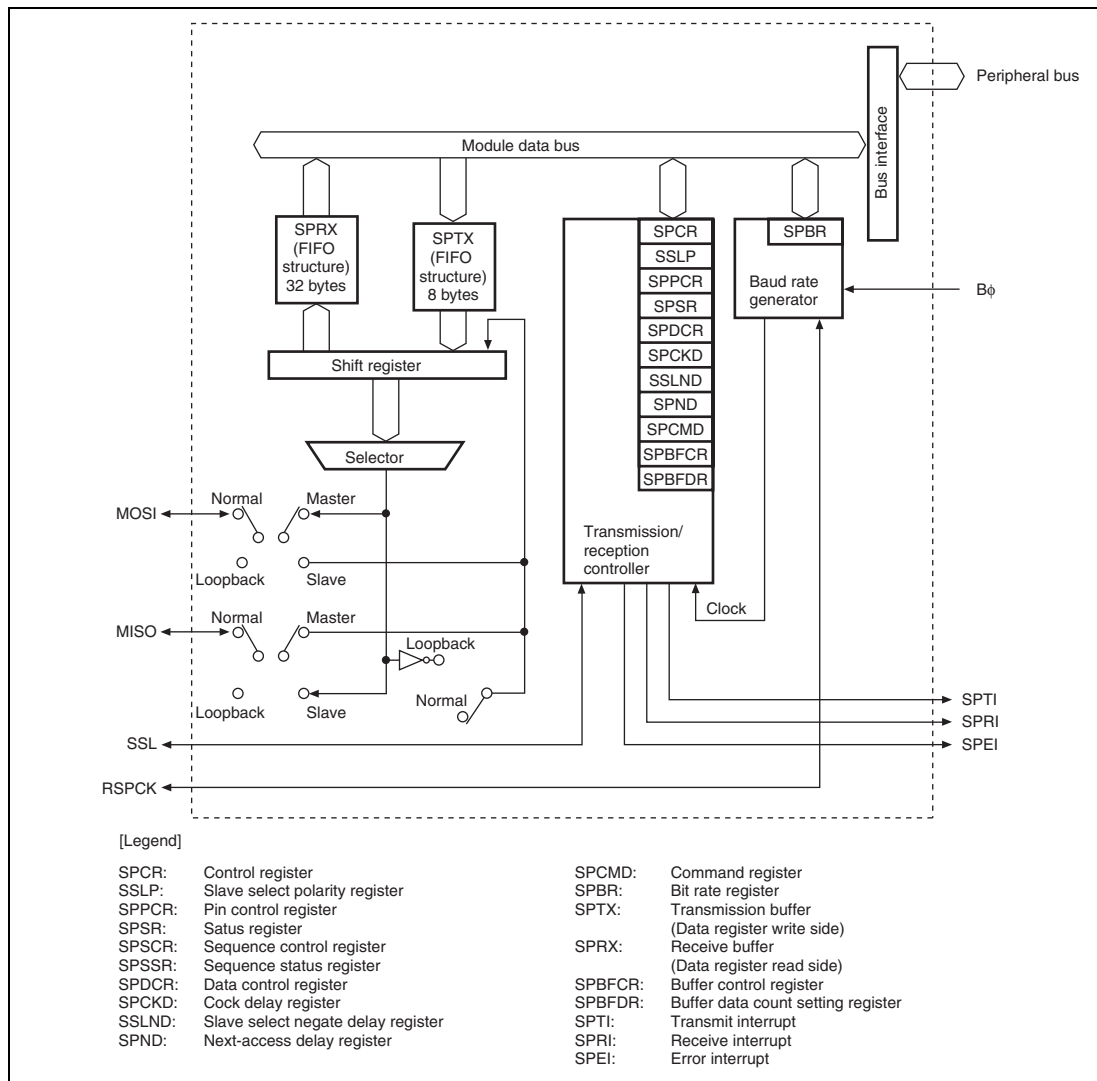 Peripheral bus
Bus interface
Module data bus
SPRX
(FIFO
structure)
32 bytes
SPTX
(FIFO
structure)
8 bytes
SPCR
SSLP
SPPCR
SPSR
SPDCR
SPCKD
SSLND
SPND
SPCMD
SPBFCR
SPBFDR
Transmission/
reception
controller
SPBR
Baud rate
generator
Bϕ
Shift register
Selector
Normal
Master
MOSI
Loopback
Slave
Normal
Master
MISO
Loopback
Slave
Loopback
Normal
Clock
SSL
RSPCK
SPTI
SPRI
SPEI
[Legend]
SPCR: Control register
SSLP: Slave select polarity register
SPPCR: Pin control register
SPSR: Satus register
SPSCR: Sequence control register
SPSSR: Sequence status register
SPDCR: Data control register
SPCKD: Cock delay register
SSLND: Slave select negate delay register
SPND: Next-access delay register
SPCMD: Command register
SPBR: Bit rate register
SPTX: Transmission buffer
(Data register write side)
SPRX: Receive buffer
(Data register read side)
SPBFCR: Buffer control register
SPBFDR: Buffer data count setting register
SPTI: Transmit interrupt
SPRI: Receive interrupt
SPEI: Error interrupt